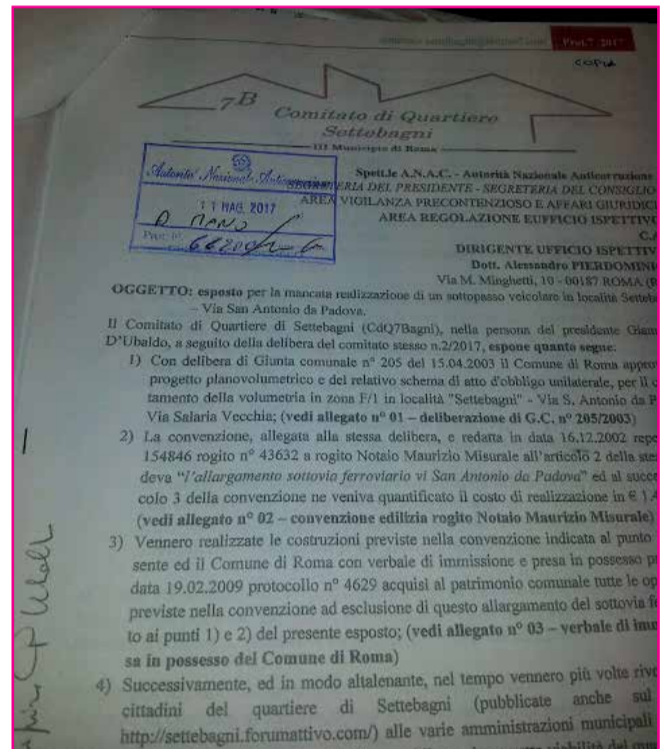 Prot.7 /2017
COPIA
7B
Comitato di Quartiere
Settebagni
III Municipio di Roma
Autorità Nazionale Anticorruzione
11 MAG. 2017
Spett.le A.N.A.C. - Autorità Nazionale Anticorruzione
SEGRETERIA DEL PRESIDENTE - SEGRETERIA DEL CONSIGLIO
AREA VIGILANZA PRECONTENZIOSO E AFFARI GIURIDICI
AREA REGOLAZIONE EUFFICIO ISPETTIVO
DIRIGENTE UFFICIO ISPETTIV
Dott. Alessandro PIERDOMINI
Via M. Minghetti, 10 - 00187 ROMA (R
OGGETTO: esposto per la mancata realizzazione di un sottopasso veicolare in località Setteba
– Via San Antonio da Padova.
Il Comitato di Quartiere di Settebagni (CdQ7Bagni), nella persona del presidente Giam
D'Ubaldo, a seguito della delibera del comitato stesso n.2/2017, espone quanto segue:
1) Con delibera di Giunta comunale n° 205 del 15.04.2003 il Comune di Roma approv
progetto planovolumetrico e del relativo schema di atto d'obbligo unilaterale, per il c
tamento della volumetria in zona F/1 in località "Settebagni" - Via S. Antonio da P
Via Salaria Vecchia; (vedi allegato n° 01 – deliberazione di G.C. n° 205/2003)
2) La convenzione, allegata alla stessa delibera, e redatta in data 16.12.2002 repe
154846 rogito n° 43632 a rogito Notaio Maurizio Misurale all'articolo 2 della stes
deva "l'allargamento sottovia ferroviario vi San Antonio da Padova" ed al succe
colo 3 della convenzione ne veniva quantificato il costo di realizzazione in € 1.4
(vedi allegato n° 02 – convenzione edilizia rogito Notaio Maurizio Misurale)
3) Vennero realizzate le costruzioni previste nella convenzione indicata al punto
sente ed il Comune di Roma con verbale di immissione e presa in possesso p
data 19.02.2009 protocollo n° 4629 acquisì al patrimonio comunale tutte le op
previste nella convenzione ad esclusione di questo allargamento del sottovia f
to ai punti 1) e 2) del presente esposto; (vedi allegato n° 03 – verbale di imm
sa in possesso del Comune di Roma)
4) Successivamente, ed in modo altalenante, nel tempo vennero più volte rivo
cittadini del quartiere di Settebagni (pubblicate anche sul
http://settebagni.forumattivo.com/) alle varie amministrazioni municipali